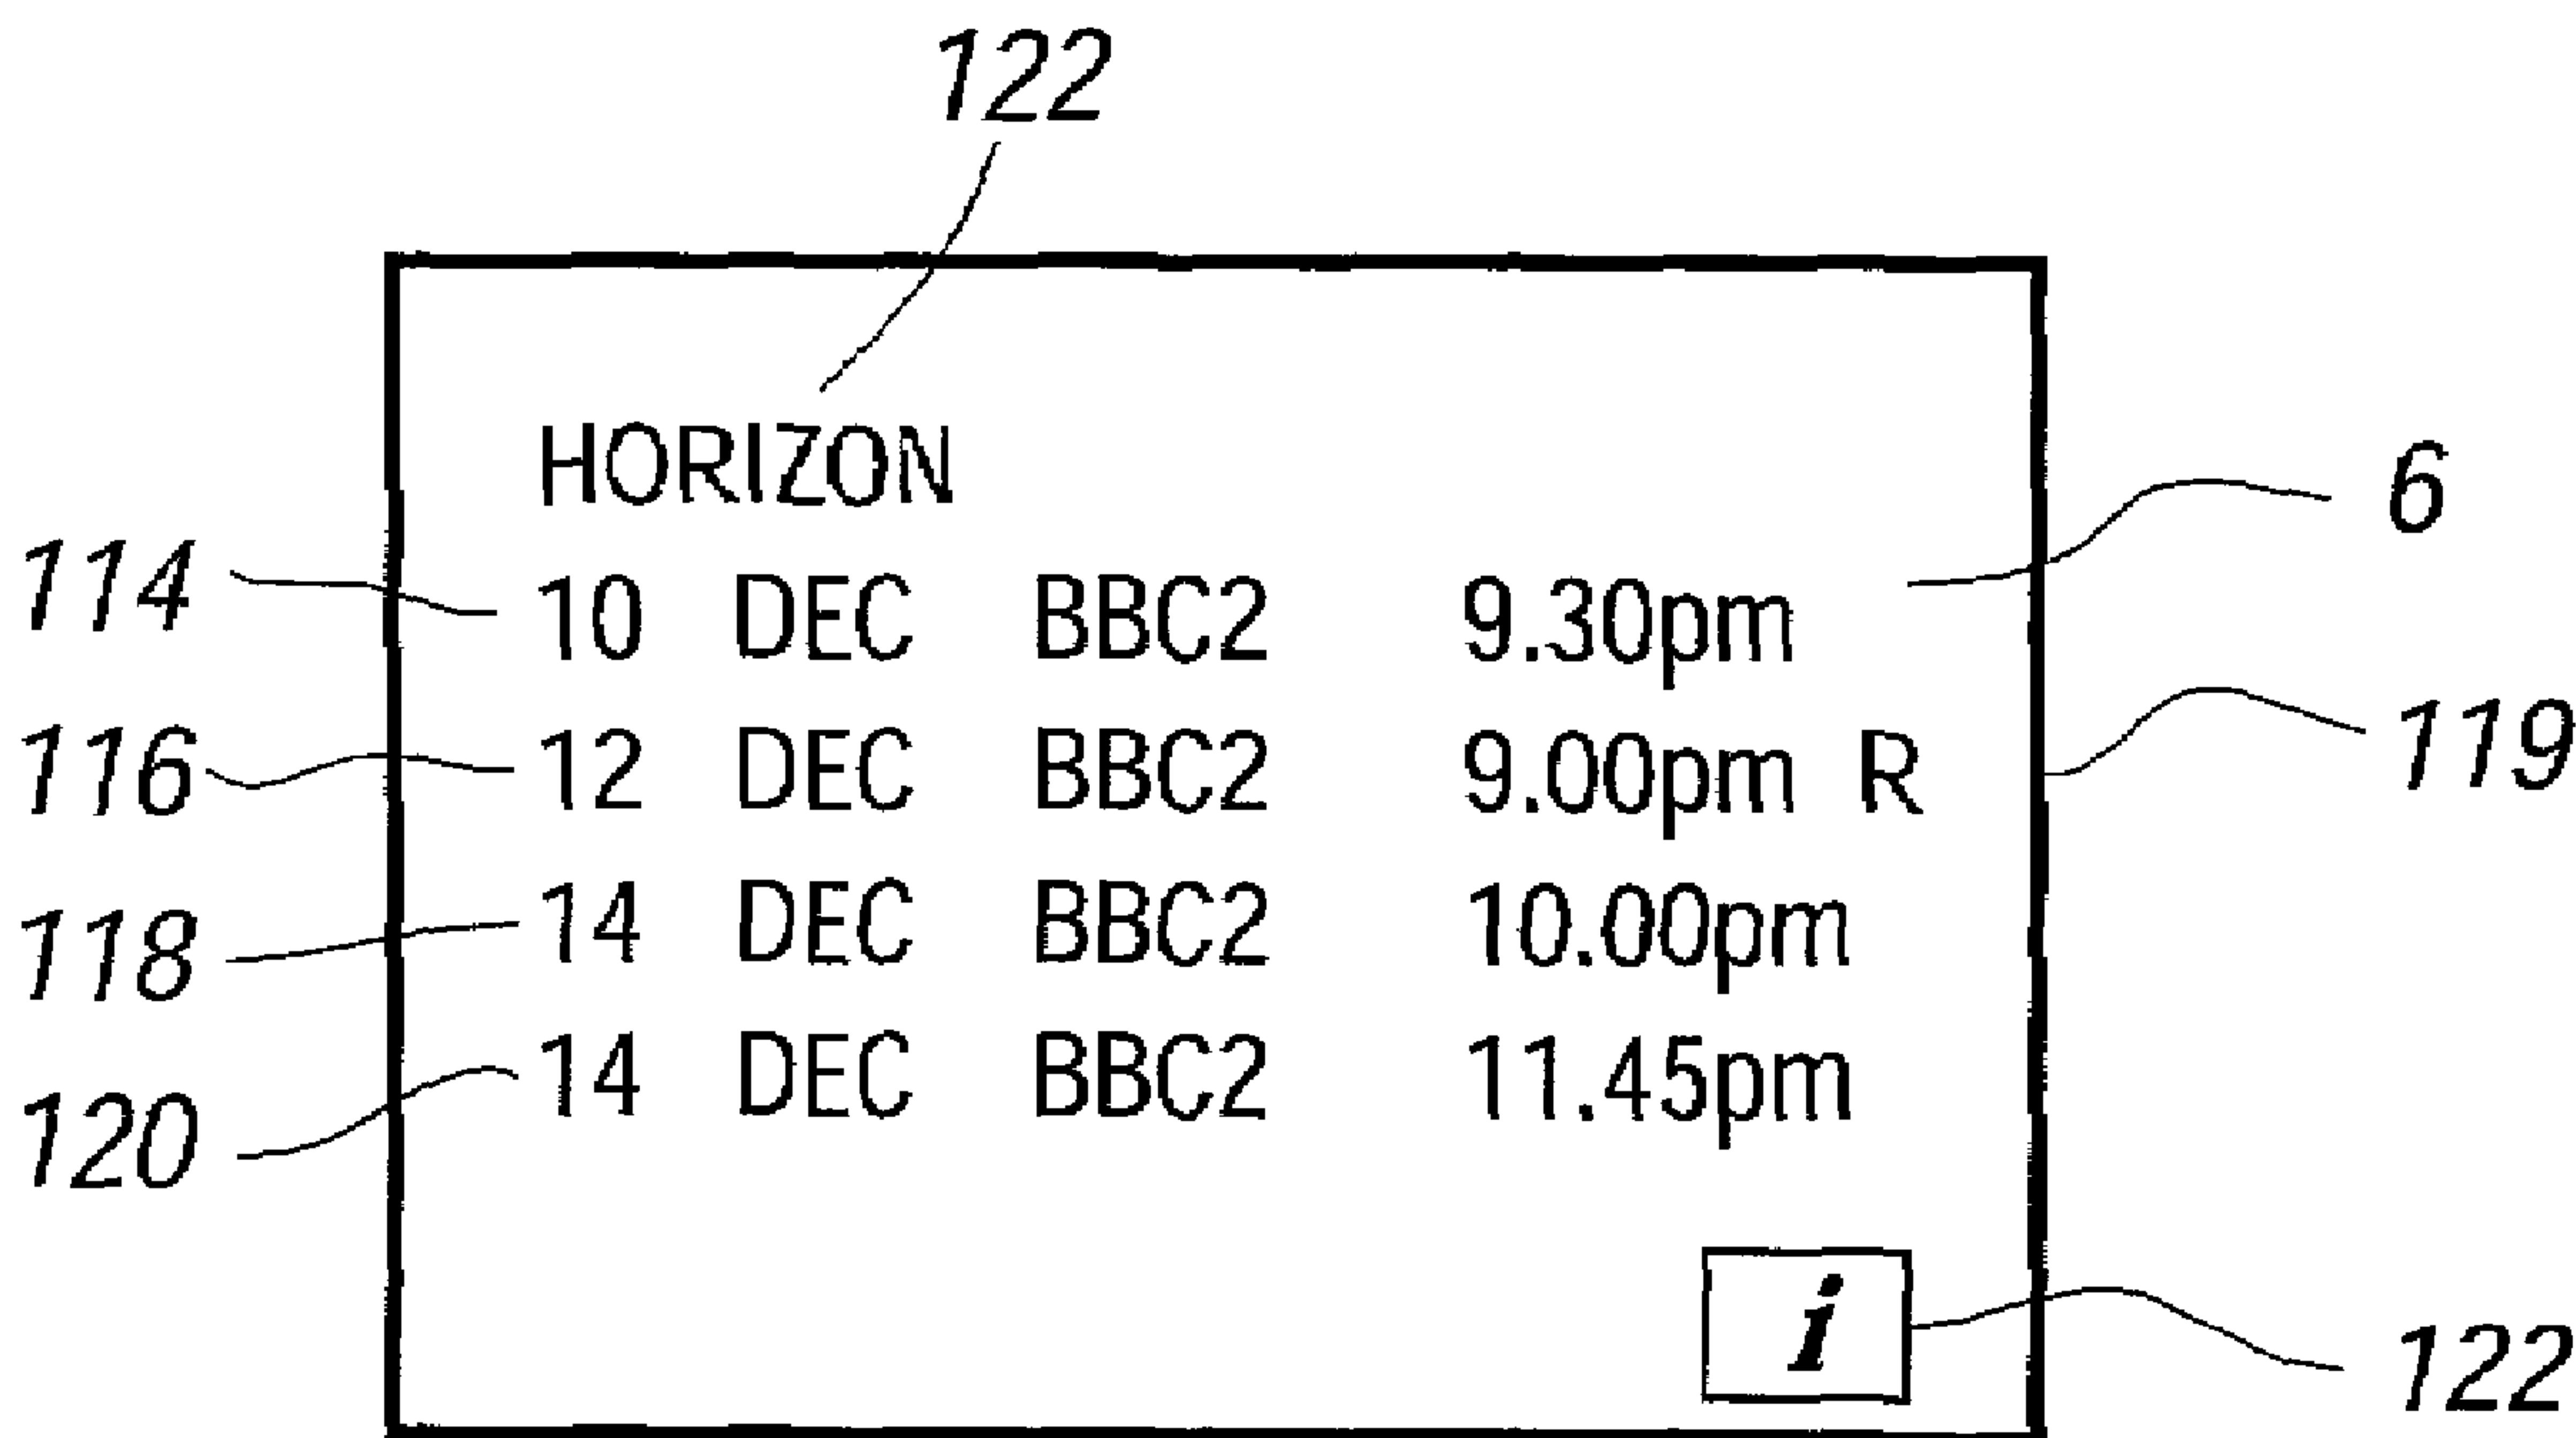 122
HORIZON
6
114 10 DEC BBC2 9.30pm
116 12 DEC BBC2 9.00pm R 119
118 14 DEC BBC2 10.00pm
120 14 DEC BBC2 11.45pm
i 122